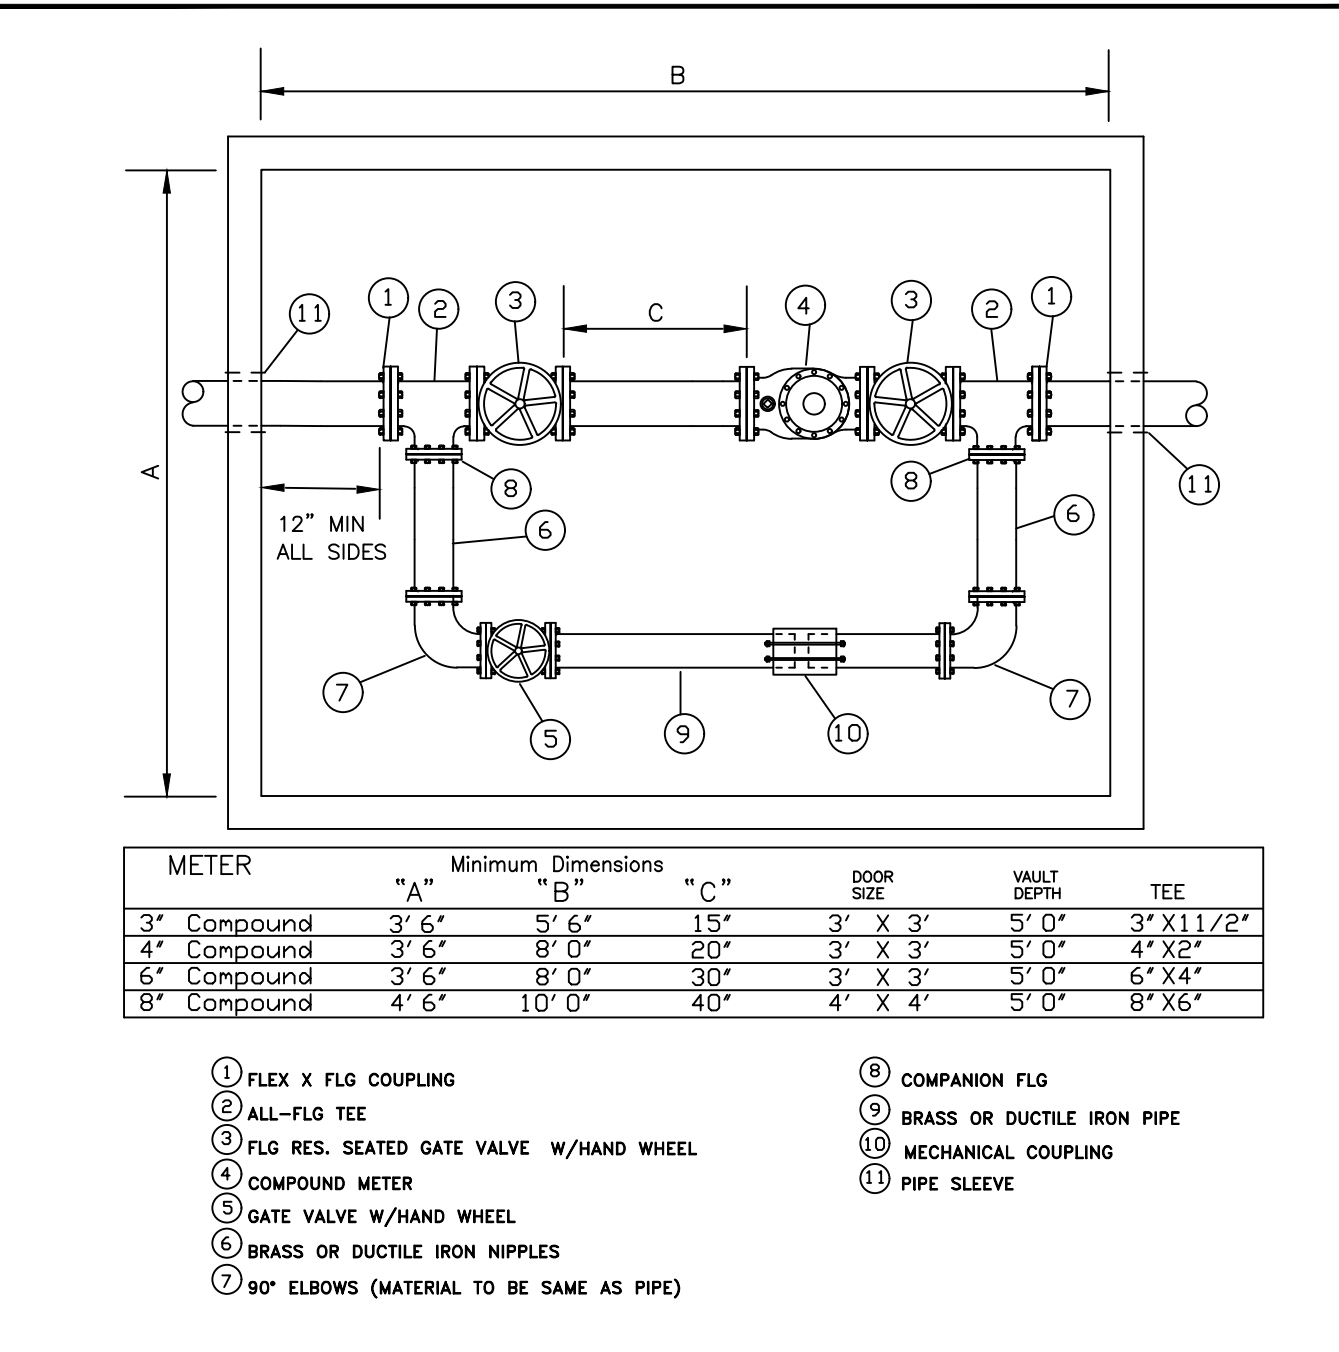 B
11
1
2
3
C
4
3
2
1
A
8
8
11
12” MIN
ALL SIDES
6
6
7
5
9
10
7
METER Minimum Dimensions
“A” “B” “C” DOOR SIZE VAULT DEPTH TEE
3" Compound 3' 6" 5' 6" 15" 3' X 3' 5' 0" 3" X11/2"
4" Compound 3' 6" 8' 0" 20" 3' X 3' 5' 0" 4" X2"
6" Compound 3' 6" 8' 0" 30" 3' X 3' 5' 0" 6" X4"
8" Compound 4' 6" 10' 0" 40" 4' X 4' 5' 0" 8" X6"
1 FLEX X FLG COUPLING
2 ALL-FLG TEE
3 FLG RES. SEATED GATE VALVE W/HAND WHEEL
4 COMPOUND METER
5 GATE VALVE W/HAND WHEEL
6 BRASS OR DUCTILE IRON NIPPLES
7 90° ELBOWS (MATERIAL TO BE SAME AS PIPE)
8 COMPANION FLG
9 BRASS OR DUCTILE IRON PIPE
10 MECHANICAL COUPLING
11 PIPE SLEEVE